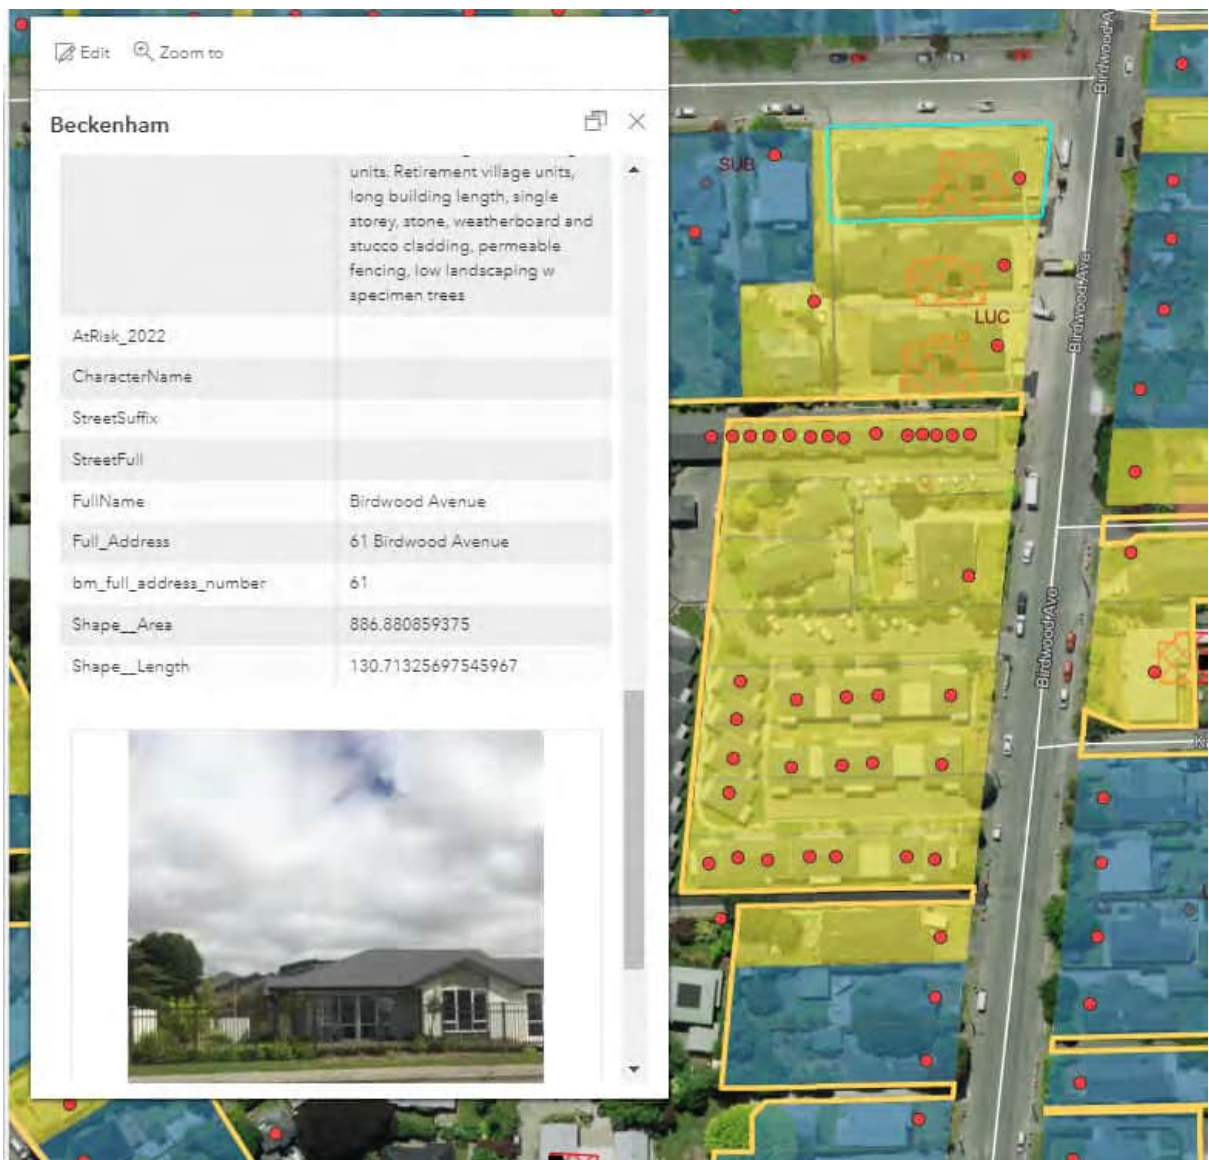 Edit Zoom to
Beckenham
units. Retirement village units,
long building length, single
storey, stone, weatherboard and
stucco cladding, permeable
fencing, low landscaping w
specimen trees
AtRisk_2022
CharacterName
StreetSuffix
StreetFull
FullName Birdwood Avenue
Full_Address 61 Birdwood Avenue
bm_full_address_number 61
Shape__Area 886.880859375
Shape__Length 130.71325697545967
Birdwood Av
SUB
Birdwood Ave
LUC
Birdwood Ave